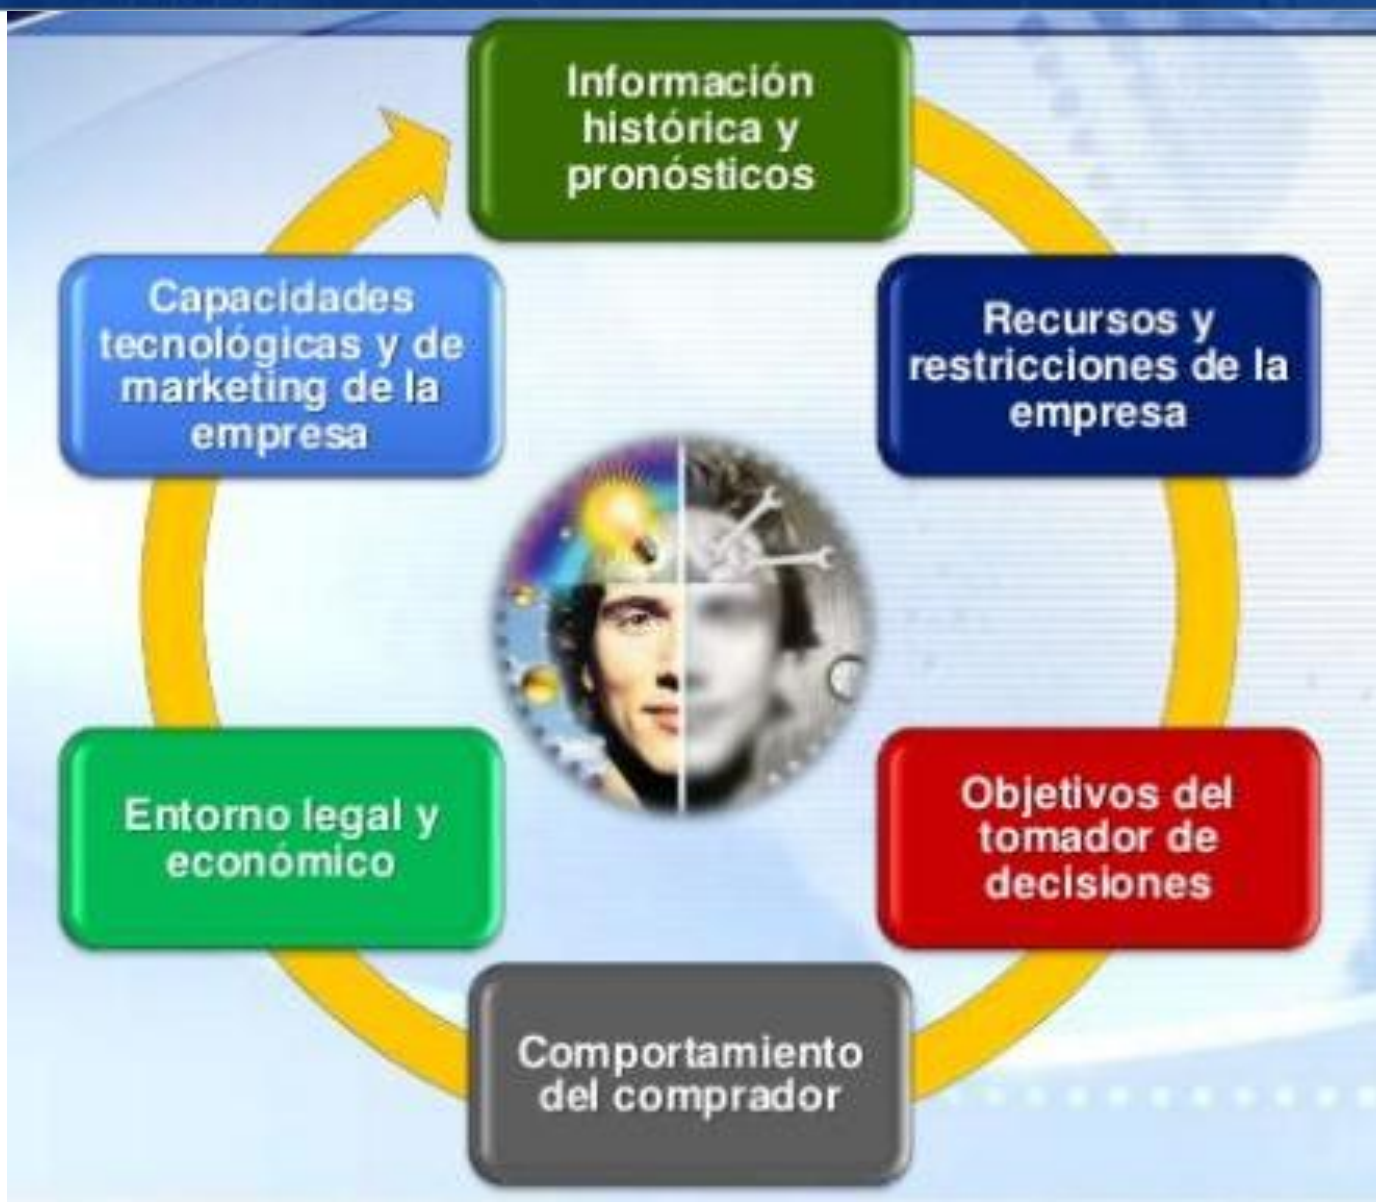 Información
histórica y
pronósticos
Recursos y
restricciones de la
empresa
Objetivos del
tomador de
decisiones
Comportamiento
del comprador
Entorno legal y
económico
Capacidades
tecnológicas y de
marketing de la
empresa